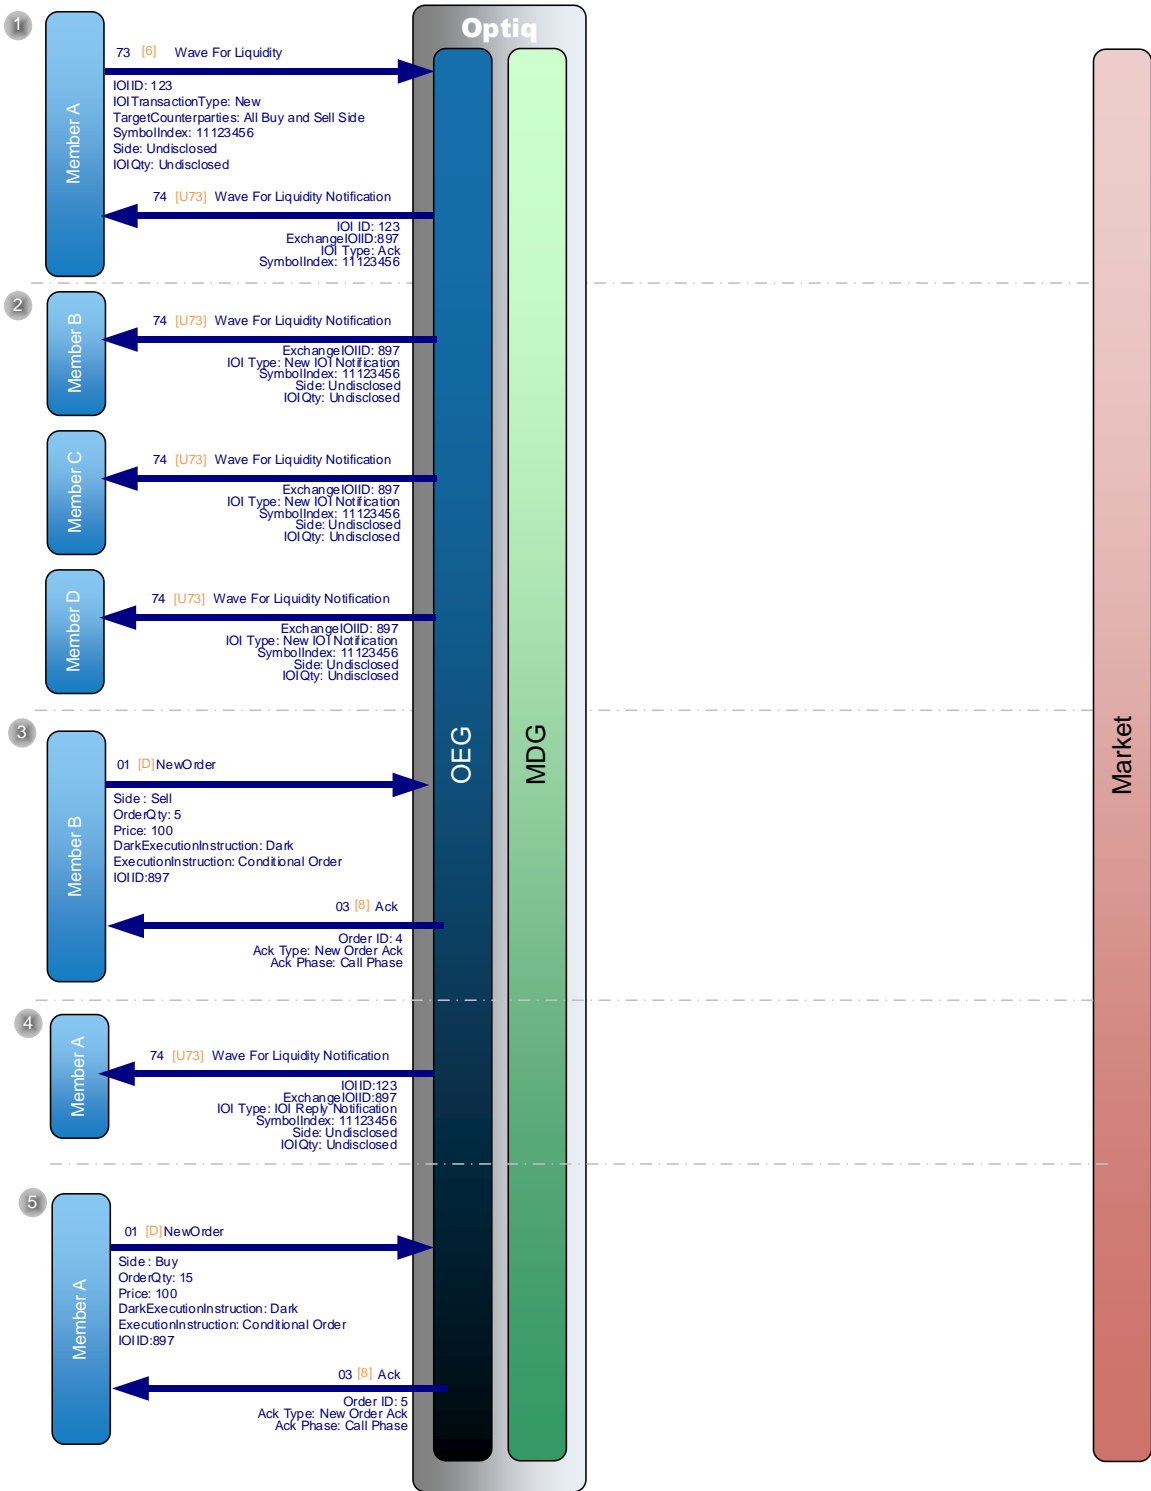 1
Optiq
Member A
73 [6] Wave For Liquidity
IOIID: 123
IOITransactionType: New
TargetCounterparties: All Buy and Sell Side
SymbolIndex: 11123456
Side: Undisclosed
IOIQty: Undisclosed
74 [U73] Wave For Liquidity Notification
IOI ID: 123
ExchangeIOIID:897
IOI Type: Ack
SymbolIndex: 11123456
2
Member B
74 [U73] Wave For Liquidity Notification
ExchangeIOIID: 897
IOI Type: New IOI Notification
SymbolIndex: 11123456
Side: Undisclosed
IOIQty: Undisclosed
Member C
74 [U73] Wave For Liquidity Notification
ExchangeIOIID: 897
IOI Type: New IOI Notification
SymbolIndex: 11123456
Side: Undisclosed
IOIQty: Undisclosed
Member D
74 [U73] Wave For Liquidity Notification
ExchangeIOIID: 897
IOI Type: New IOI Notification
SymbolIndex: 11123456
Side: Undisclosed
IOIQty: Undisclosed
OEG
MDG
Market
3
Member B
01 [D] NewOrder
Side : Sell
OrderQty: 5
Price: 100
DarkExecutionInstruction: Dark
ExecutionInstruction: Conditional Order
IOIID:897
03 [8] Ack
Order ID: 4
Ack Type: New Order Ack
Ack Phase: Call Phase
4
Member A
74 [U73] Wave For Liquidity Notification
IOIID:123
ExchangeIOIID:897
IOI Type: IOI Reply Notification
SymbolIndex: 11123456
Side: Undisclosed
IOIQty: Undisclosed
5
Member A
01 [D] NewOrder
Side : Buy
OrderQty: 15
Price: 100
DarkExecutionInstruction: Dark
ExecutionInstruction: Conditional Order
IOIID:897
03 [8] Ack
Order ID: 5
Ack Type: New Order Ack
Ack Phase: Call Phase